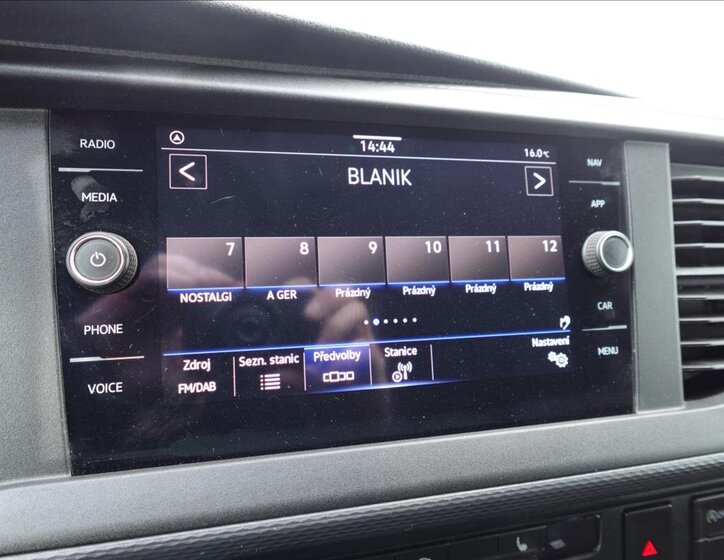 RADIO
MEDIA
PHONE
VOICE
14:44
16.0°C
BLANIK
7 8 9 10 11 12
NOSTALGI A GER Prázdný Prázdný Prázdný Prázdný
Zdroj Sezn. stanic Předvolby Stanice Nastavení
FM/DAB
NAV
APP
CAR
MENU